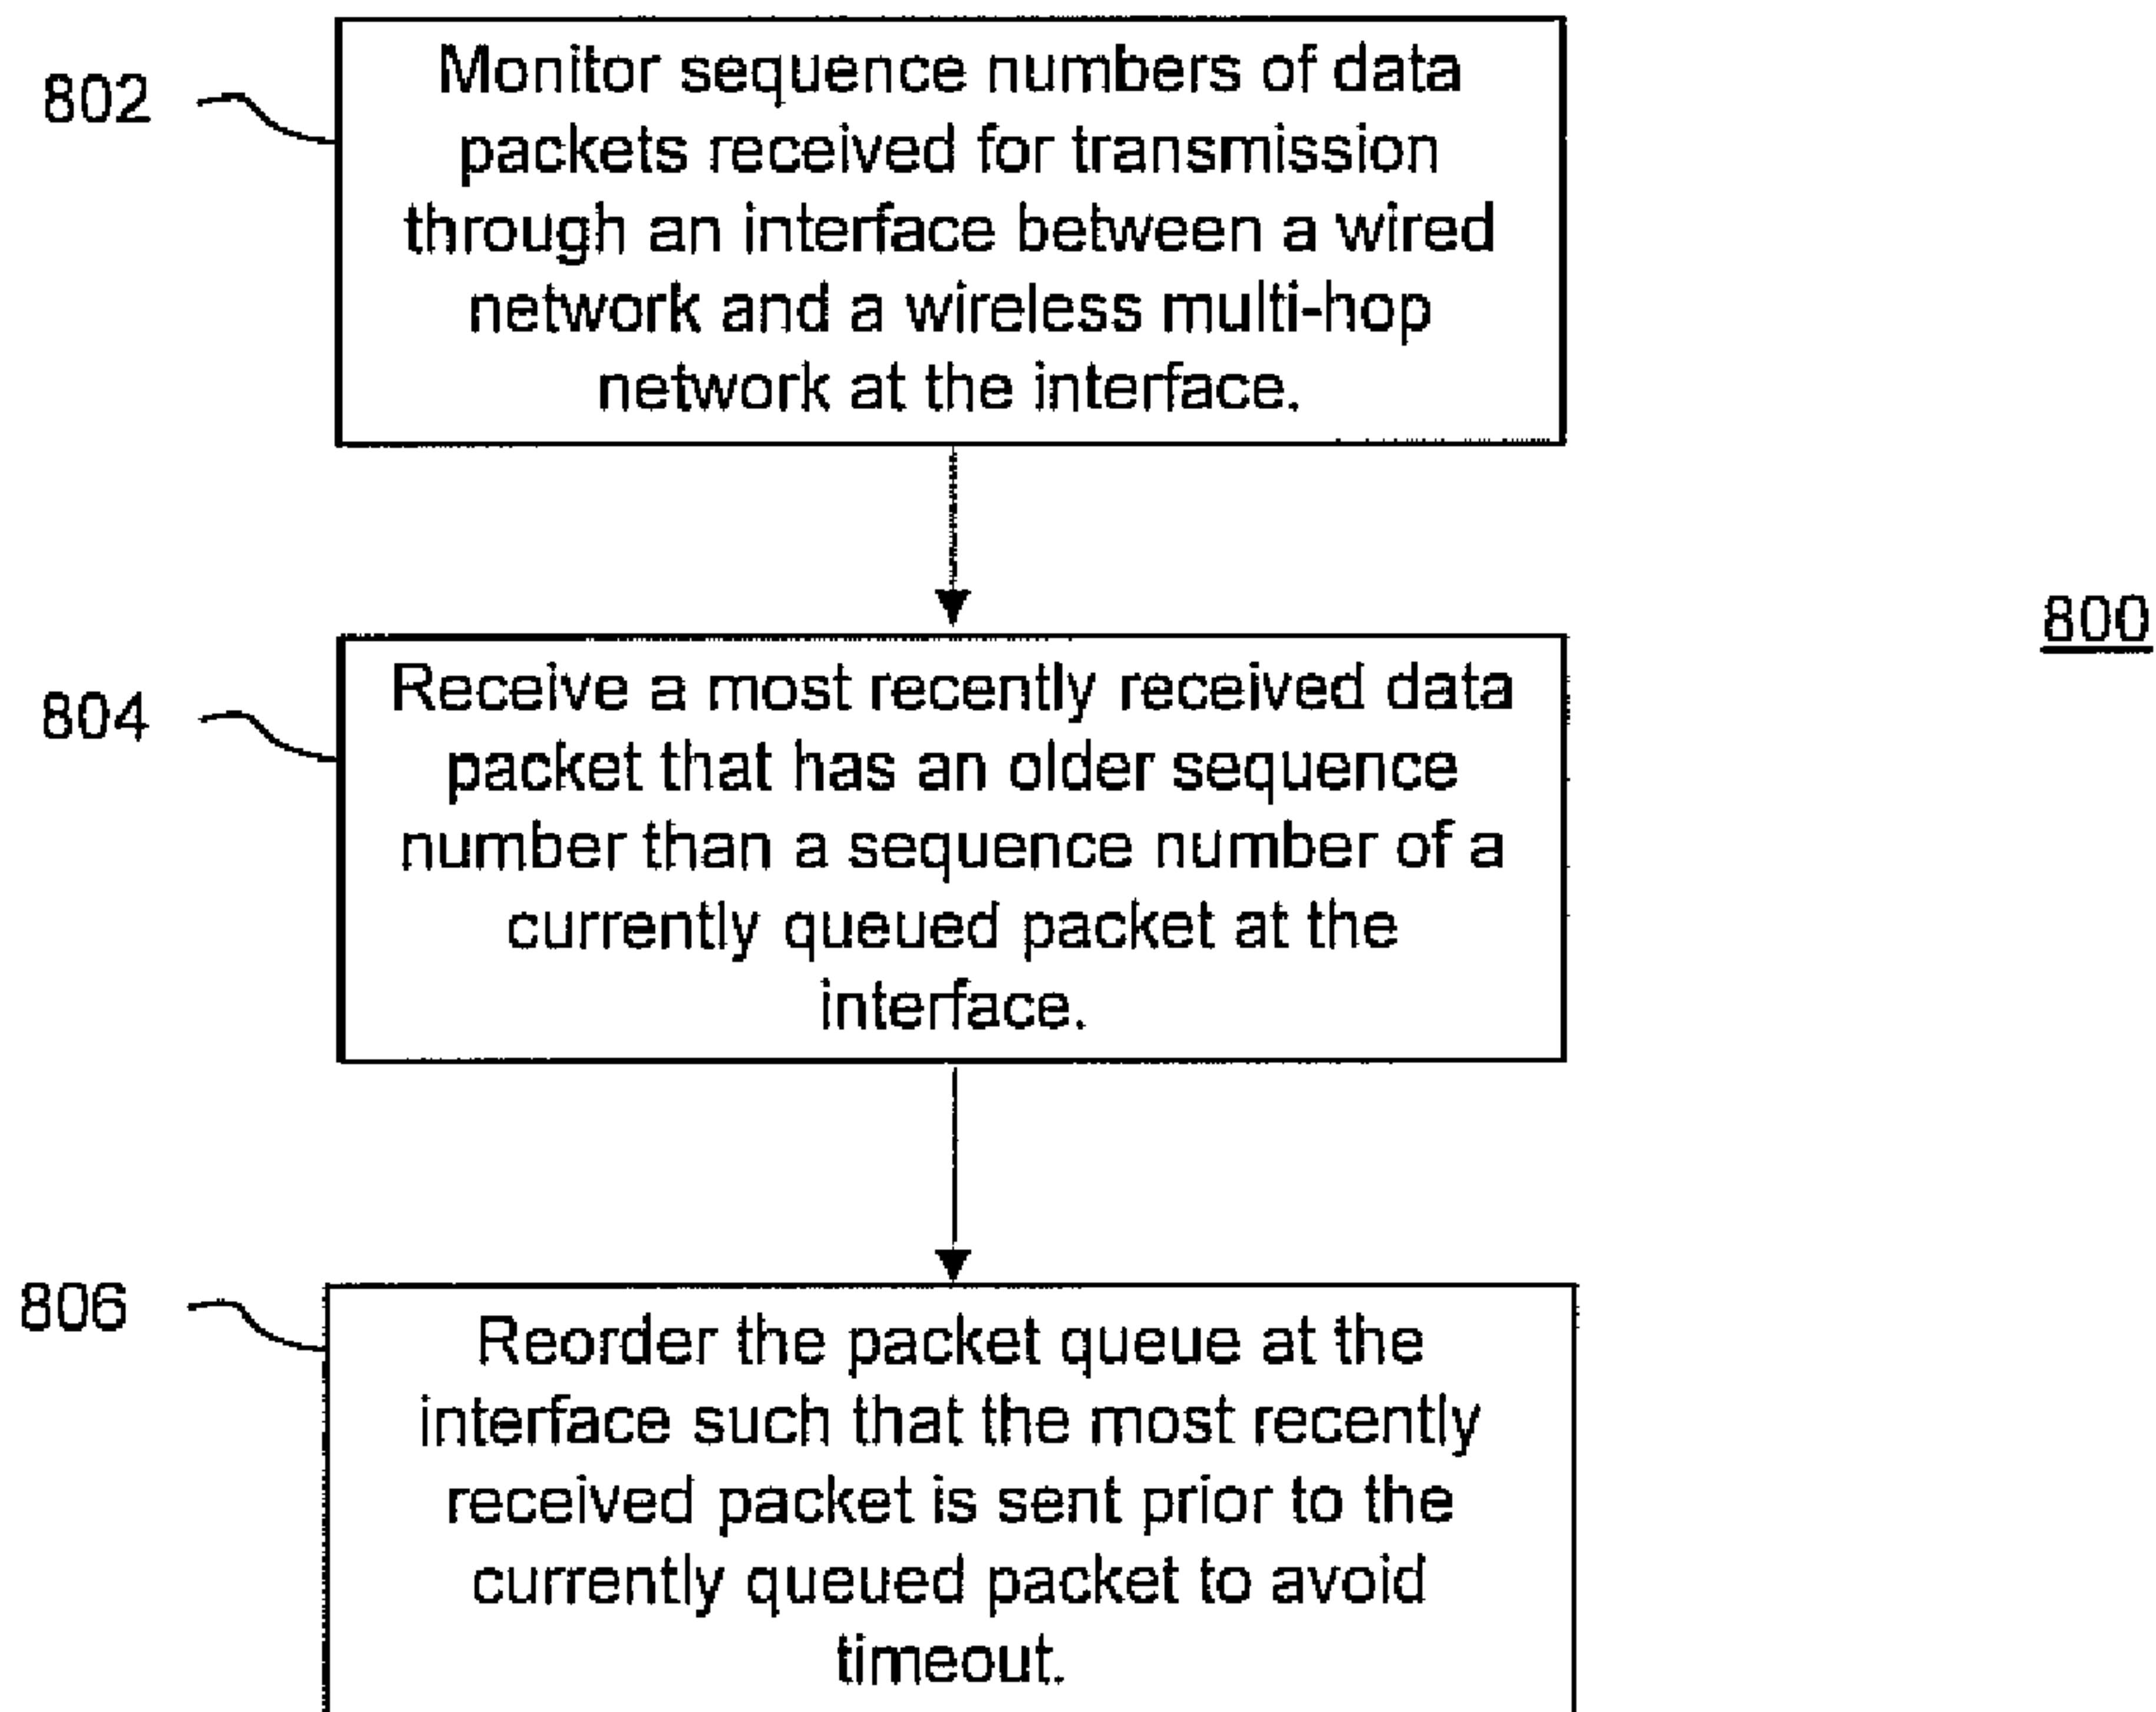 802
Monitor sequence numbers of data
packets received for transmission
through an interface between a wired
network and a wireless multi-hop
network at the interface.
800
804
Receive a most recently received data
packet that has an older sequence
number than a sequence number of a
currently queued packet at the
interface.
806
Reorder the packet queue at the
interface such that the most recently
received packet is sent prior to the
currently queued packet to avoid
timeout.